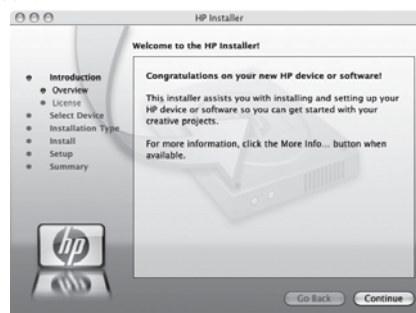 HP Installer
Welcome to the HP Installer!
Introduction
Overview
License
Select Device
Installation Type
Install
Setup
Summary
Congratulations on your new HP device or software!
This installer assists you with installing and setting up your
HP device or software so you can get started with your
creative projects.
For more information, click the More Info... button when
available.
hp
Go Back
Continue